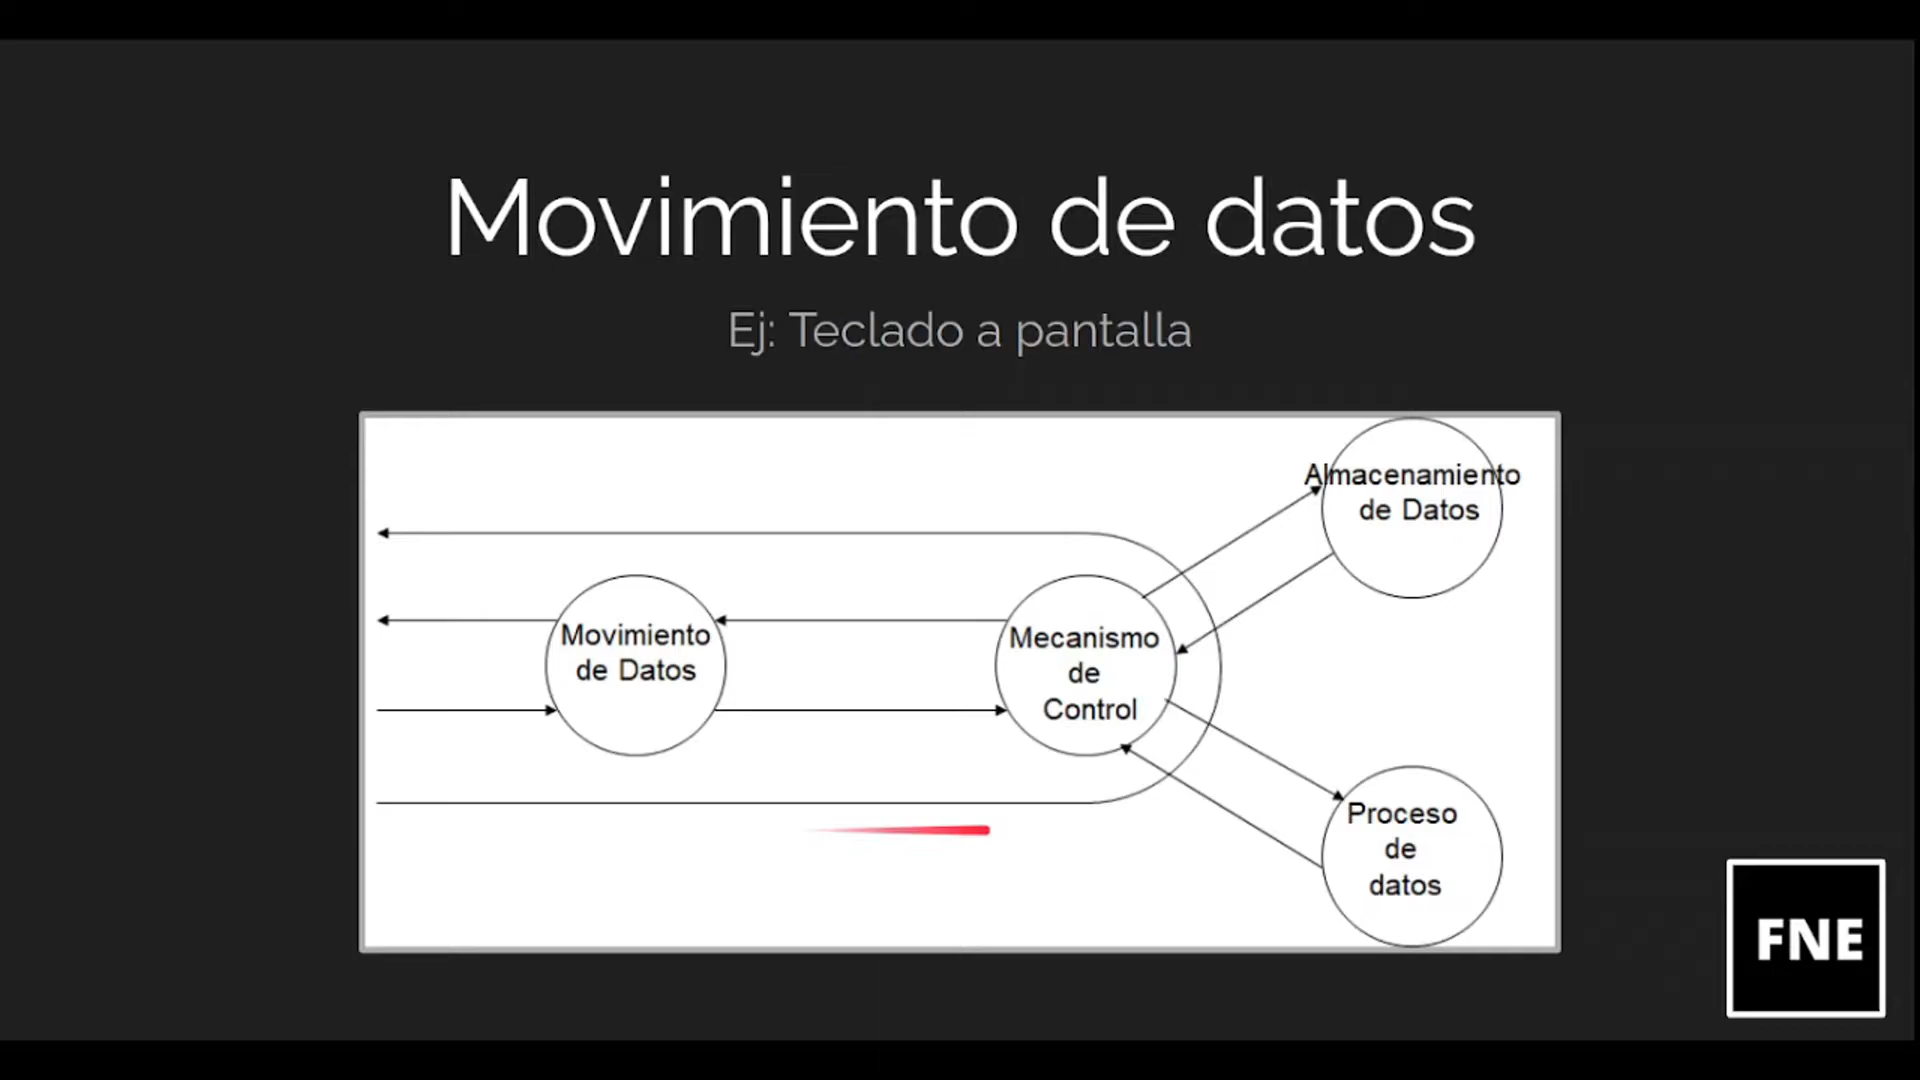 Movimiento de datos
Ej: Teclado a pantalla
Almacenamiento
de Datos
Movimiento
de Datos
Mecanismo
de
Control
Proceso
de
datos
FNE